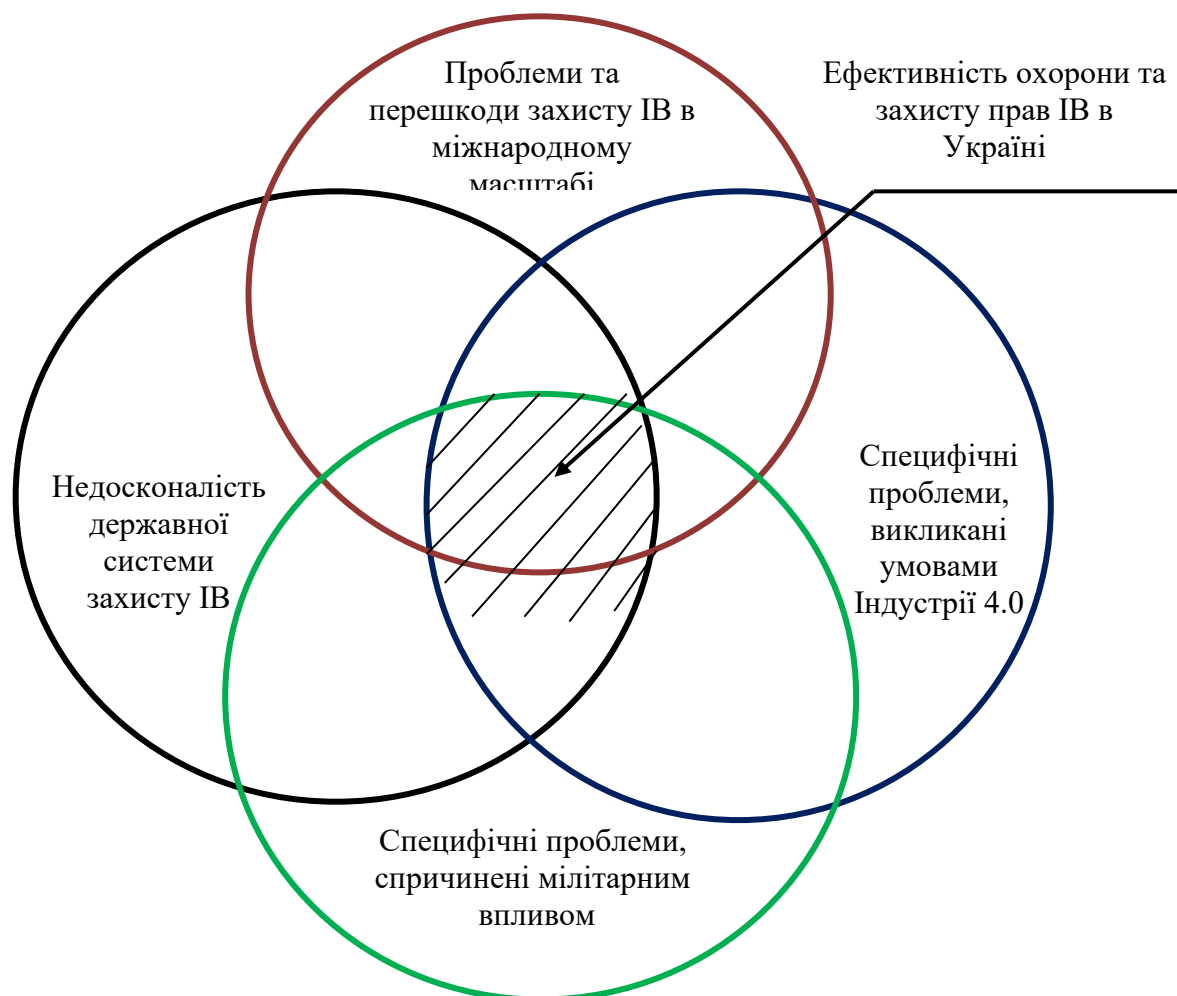 Проблеми та
перешкоди захисту ІВ в
міжнародному
масштабі
Ефективність охорони та
захисту прав ІВ в
Україні
Недосконалість
державної
системи
захисту ІВ
Специфічні
проблеми,
викликані
умовами
Індустрії 4.0
Специфічні проблеми,
спричинені мілітарним
впливом